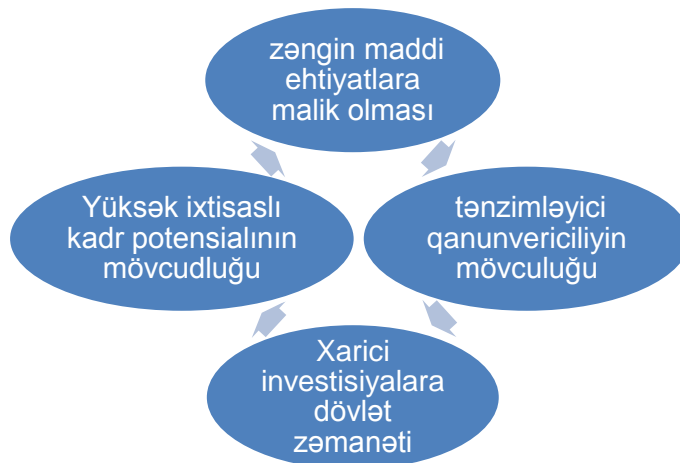 zəngin maddi
ehtiyatlara
malik olması
Yüksək ixtisaslı
kadr potensialının
mövcudluğu
tənzimləyici
qanunvericiliyin
mövculuğu
Xarici
investisiyalara
dövlət
zəmanəti